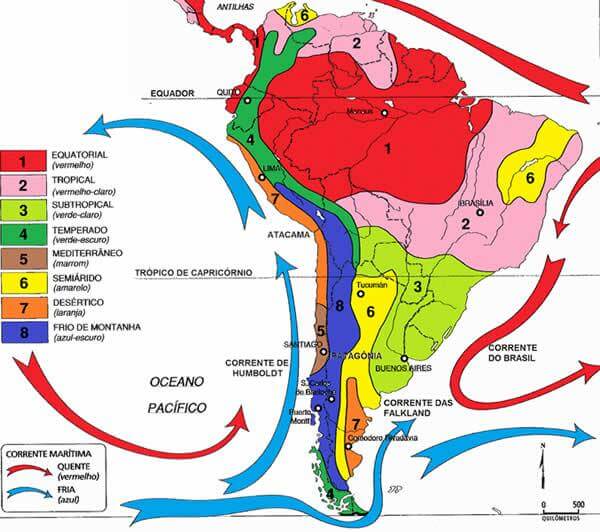 ANTILHAS
6
1
2
EQUADOR
QUITO
Manaus
4
1
LIMA
7
6
BRASÍLIA
2
ATACAMA
TRÓPICO DE CAPRICÓRNIO
1 EQUATORIAL
(vermelho)
2 TROPICAL
(vermelho-claro)
3 SUBTROPICAL
(verde-claro)
4 TEMPERADO
(verde-escuro)
5 MEDITERRÂNEO
(marrom)
6 SEMIÁRIDO
(amarelo)
7 DESÉRTICO
(laranja)
8 FRIO DE MONTANHA
(azul-escuro)
Tucumán
3
8
6
5
SANTIAGO
PATAGÔNIA
BUENOS AIRES
CORRENTE
DO BRASIL
CORRENTE DE
HUMBOLDT
OCEANO
PACÍFICO
S. Carlos
de Bariloche
Puerto
Montt
CORRENTE DAS
FALKLAND
7
Comodoro Rivadavia
4
CORRENTE MARÍTIMA
QUENTE
(vermelho)
FRIA
(azul)
N
0 500
QUILÔMETROS